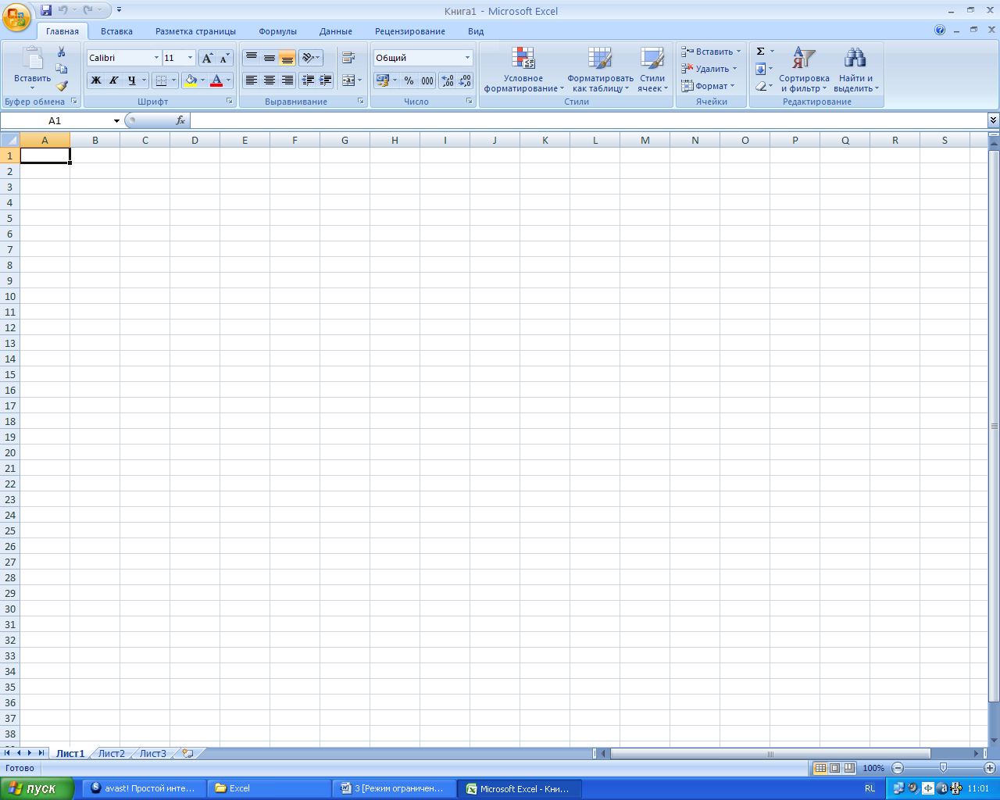 Книга1 - Microsoft Excel
Главная Вставка Разметка страницы Формулы Данные Рецензирование Вид
Вставить
Буфер обмена
Calibri 11
Ж К Ч
Шрифт
Выравнивание
Общий
% 000 ,00 ,00
Число
Условное форматирование
Форматировать как таблицу
Стили ячеек
Стили
Вставить
Удалить
Формат
Ячейки
Σ
Сортировка и фильтр
Найти и выделить
Редактирование
A1 fx
A B C D E F G H I J K L M N O P Q R S
1
2
3
4
5
6
7
8
9
10
11
12
13
14
15
16
17
18
19
20
21
22
23
24
25
26
27
28
29
30
31
32
33
34
35
36
37
38
Лист1 Лист2 Лист3
Готово 100%
пуск avast! Простой инте... Excel 3 [Режим ограничен... Microsoft Excel - Кни... RL 11:01